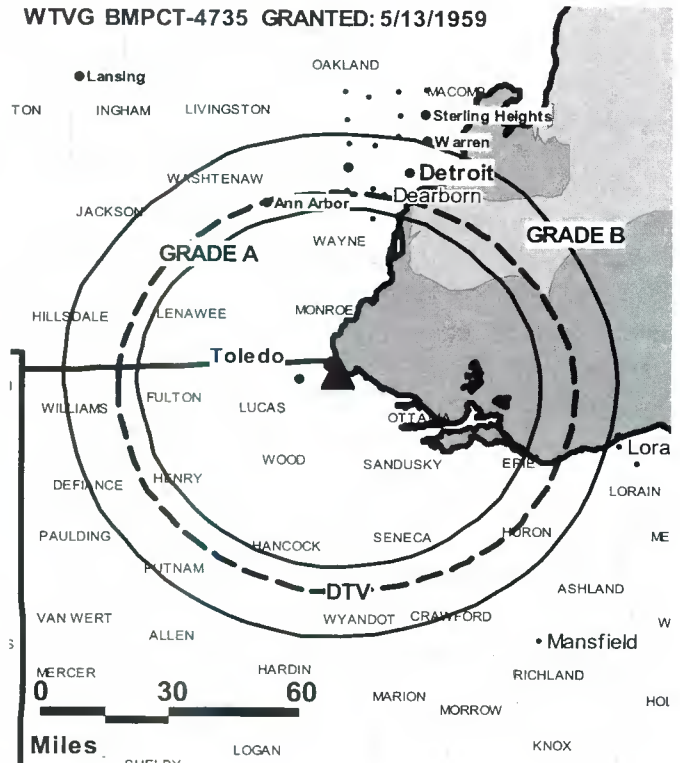 WTVG BMPCT-4735 GRANTED: 5/13/1959
OAKLAND
Lansing
MACOMB
TON INGHAM LIVINGSTON
Sterling Heights
Warren
Detroit
WASHTENAW
Dearborn
Ann Arbor
JACKSON
GRADE B
WAYNE
GRADE A
HILLSDALE LENAWEE MONROE
Toledo
FULTON
WILLIAMS LUCAS
OTTAWA
Lora
WOOD SANDUSKY ERIE
DEFIANCE HENRY
LORAIN
PAULDING HANCOCK SENECA HURON ME
PUTNAM
DTV
ASHLAND
VAN WERT WYANDOT CRAWFORD W
ALLEN
Mansfield
MERCER HARDIN RICHLAND
0 30 60
MARION MORROW HOL
Miles
LOGAN KNOX
SHELBY